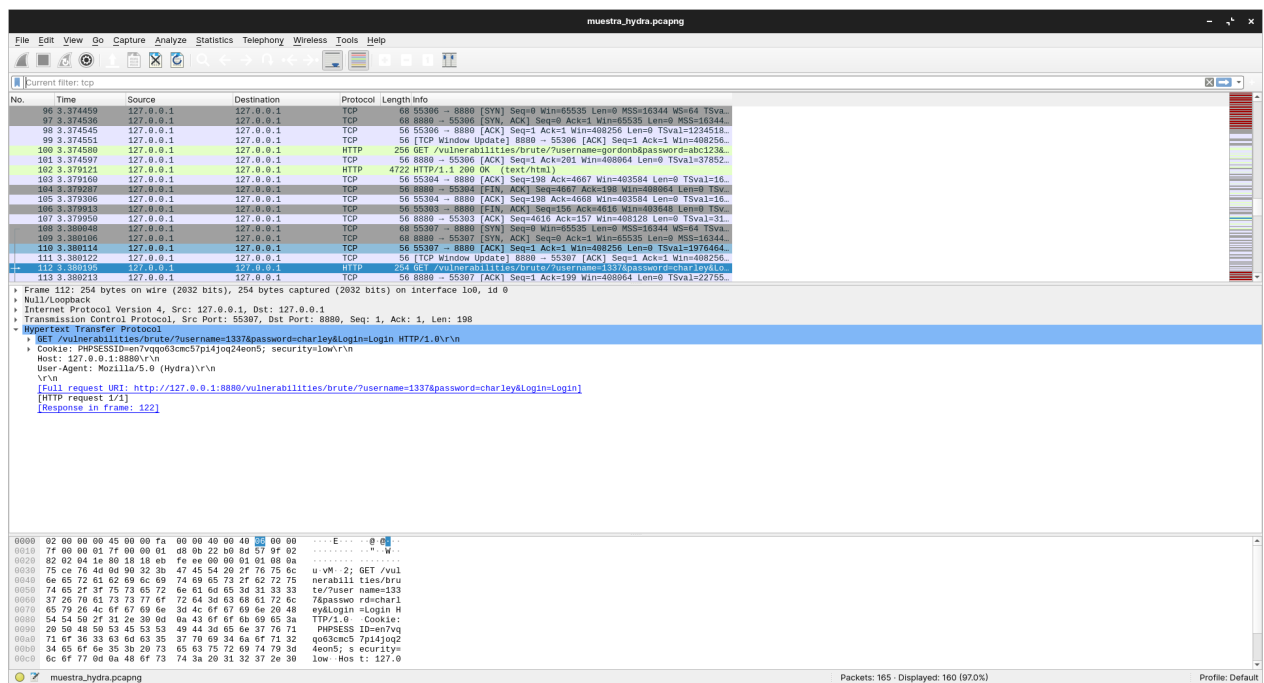 muestra_hydra.pcapng
File Edit View Go Capture Analyze Statistics Telephony Wireless Tools Help
Current filter: tcp
No. Time Source Destination Protocol Length Info
96 3.374459 127.0.0.1 127.0.0.1 TCP 68 55306 → 8880 [SYN] Seq=0 Win=65535 Len=0 MSS=16344 WS=64 TSva…
97 3.374536 127.0.0.1 127.0.0.1 TCP 68 8880 → 55306 [SYN, ACK] Seq=0 Ack=1 Win=65535 Len=0 MSS=16344…
98 3.374545 127.0.0.1 127.0.0.1 TCP 56 55306 → 8880 [ACK] Seq=1 Ack=1 Win=408256 Len=0 TSval=1234518…
99 3.374551 127.0.0.1 127.0.0.1 TCP 56 [TCP Window Update] 8880 → 55306 [ACK] Seq=1 Ack=1 Win=408256…
100 3.374580 127.0.0.1 127.0.0.1 HTTP 256 GET /vulnerabilities/brute/?username=gordonb&password=abc123&…
101 3.374597 127.0.0.1 127.0.0.1 TCP 56 8880 → 55306 [ACK] Seq=1 Ack=201 Win=408064 Len=0 TSval=37852…
102 3.379121 127.0.0.1 127.0.0.1 HTTP 4722 HTTP/1.1 200 OK (text/html)
103 3.379160 127.0.0.1 127.0.0.1 TCP 56 55304 → 8880 [ACK] Seq=198 Ack=4667 Win=403584 Len=0 TSval=16…
104 3.379287 127.0.0.1 127.0.0.1 TCP 56 8880 → 55304 [FIN, ACK] Seq=4667 Ack=198 Win=408064 Len=0 TSv…
105 3.379306 127.0.0.1 127.0.0.1 TCP 56 55304 → 8880 [ACK] Seq=198 Ack=4668 Win=403584 Len=0 TSval=16…
106 3.379913 127.0.0.1 127.0.0.1 TCP 56 55303 → 8880 [FIN, ACK] Seq=156 Ack=4616 Win=403648 Len=0 TSv…
107 3.379950 127.0.0.1 127.0.0.1 TCP 56 8880 → 55303 [ACK] Seq=4616 Ack=157 Win=408128 Len=0 TSval=31…
108 3.380048 127.0.0.1 127.0.0.1 TCP 68 55307 → 8880 [SYN] Seq=0 Win=65535 Len=0 MSS=16344 WS=64 TSva…
109 3.380106 127.0.0.1 127.0.0.1 TCP 68 8880 → 55307 [SYN, ACK] Seq=0 Ack=1 Win=65535 Len=0 MSS=16344…
110 3.380114 127.0.0.1 127.0.0.1 TCP 56 55307 → 8880 [ACK] Seq=1 Ack=1 Win=408256 Len=0 TSval=1976464…
111 3.380122 127.0.0.1 127.0.0.1 TCP 56 [TCP Window Update] 8880 → 55307 [ACK] Seq=1 Ack=1 Win=408256…
112 3.380195 127.0.0.1 127.0.0.1 HTTP 254 GET /vulnerabilities/brute/?username=1337&password=charley&Lo…
113 3.380213 127.0.0.1 127.0.0.1 TCP 56 8880 → 55307 [ACK] Seq=1 Ack=199 Win=408064 Len=0 TSval=22755…
Frame 112: 254 bytes on wire (2032 bits), 254 bytes captured (2032 bits) on interface lo0, id 0
Null/Loopback
Internet Protocol Version 4, Src: 127.0.0.1, Dst: 127.0.0.1
Transmission Control Protocol, Src Port: 55307, Dst Port: 8880, Seq: 1, Ack: 1, Len: 198
Hypertext Transfer Protocol
GET /vulnerabilities/brute/?username=1337&password=charley&Login=Login HTTP/1.0\r\n
Cookie: PHPSESSID=en7vqqo63cmc57pi4joq24eon5; security=low\r\n
Host: 127.0.0.1:8880\r\n
User-Agent: Mozilla/5.0 (Hydra)\r\n
\r\n
[Full request URI: http://127.0.0.1:8880/vulnerabilities/brute/?username=1337&password=charley&Login=Login]
[HTTP request 1/1]
[Response in frame: 122]
0000 02 00 00 00 45 00 00 fa 00 00 40 00 40 06 00 00 ····E··· ··@·@···
0010 7f 00 00 01 7f 00 00 01 d8 0b 22 b0 8d 57 9f 02 ········ ··"··W··
0020 82 02 04 1e 80 18 18 eb fe ee 00 00 01 01 08 0a ········ ········
0030 75 ce 76 4d 0d 90 32 3b 47 45 54 20 2f 76 75 6c u·vM··2; GET /vul
0040 6e 65 72 61 62 69 6c 69 74 69 65 73 2f 62 72 75 nerabili ties/bru
0050 74 65 2f 3f 75 73 65 72 6e 61 6d 65 3d 31 33 33 te/?user name=133
0060 37 26 70 61 73 73 77 6f 72 64 3d 63 68 61 72 6c 7&passwo rd=charl
0070 65 79 26 4c 6f 67 69 6e 3d 4c 6f 67 69 6e 20 48 ey&Login =Login H
0080 54 54 50 2f 31 2e 30 0d 0a 43 6f 6f 6b 69 65 3a TTP/1.0· ·Cookie:
0090 20 50 48 50 53 45 53 53 49 44 3d 65 6e 37 76 71 PHPSESS ID=en7vq
00a0 71 6f 36 33 63 6d 63 35 37 70 69 34 6a 6f 71 32 qo63cmc5 7pi4joq2
00b0 34 65 6f 6e 35 3b 20 73 65 63 75 72 69 74 79 3d 4eon5; s ecurity=
00c0 6c 6f 77 0d 0a 48 6f 73 74 3a 20 31 32 37 2e 30 low··Hos t: 127.0
muestra_hydra.pcapng
Packets: 165 · Displayed: 160 (97.0%)
Profile: Default